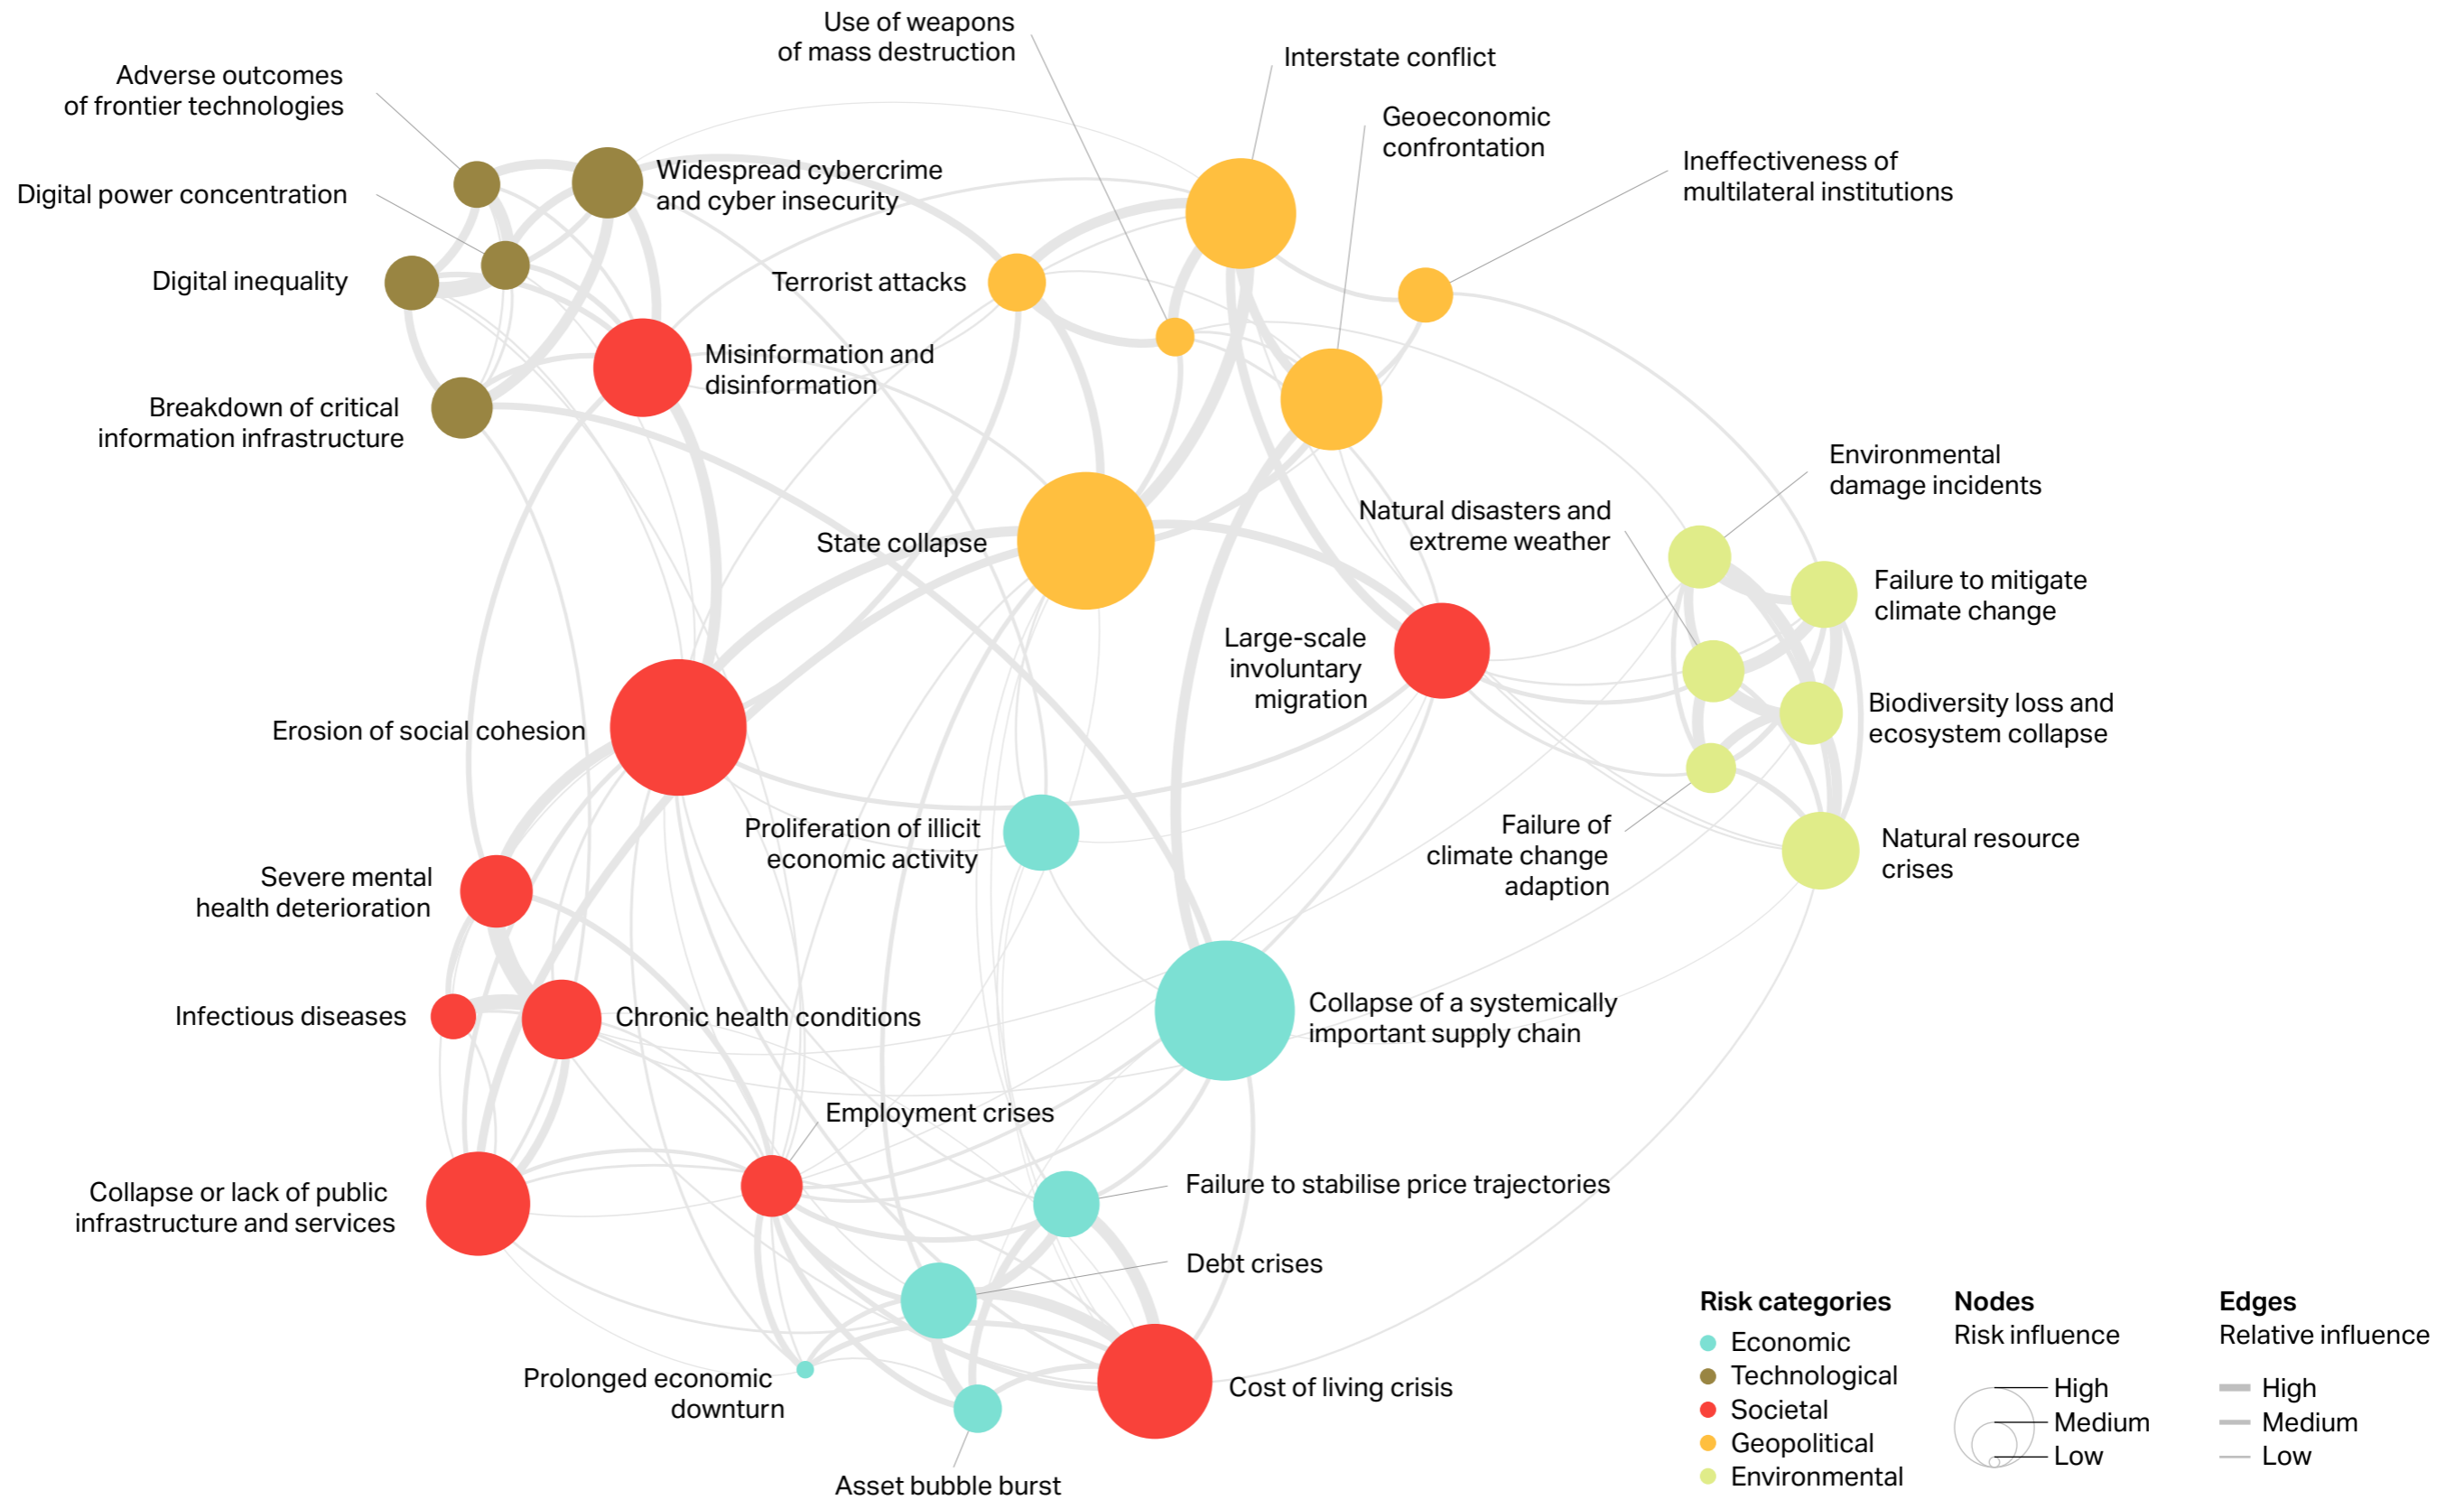 Use of weapons
of mass destruction
Interstate conflict
Adverse outcomes
of frontier technologies
Geoeconomic
confrontation
Ineffectiveness of
multilateral institutions
Widespread cybercrime
and cyber insecurity
Digital power concentration
Digital inequality
Terrorist attacks
Misinformation and
disinformation
Breakdown of critical
information infrastructure
Environmental
damage incidents
Natural disasters and
extreme weather
State collapse
Failure to mitigate
climate change
Large-scale
involuntary
migration
Biodiversity loss and
ecosystem collapse
Erosion of social cohesion
Proliferation of illicit
economic activity
Failure of
climate change
adaption
Natural resource
crises
Severe mental
health deterioration
Infectious diseases
Chronic health conditions
Collapse of a systemically
important supply chain
Employment crises
Collapse or lack of public
infrastructure and services
Failure to stabilise price trajectories
Debt crises
Prolonged economic
downturn
Cost of living crisis
Asset bubble burst
Risk categories
Economic
Technological
Societal
Geopolitical
Environmental
Nodes
Risk influence
High
Medium
Low
Edges
Relative influence
High
Medium
Low